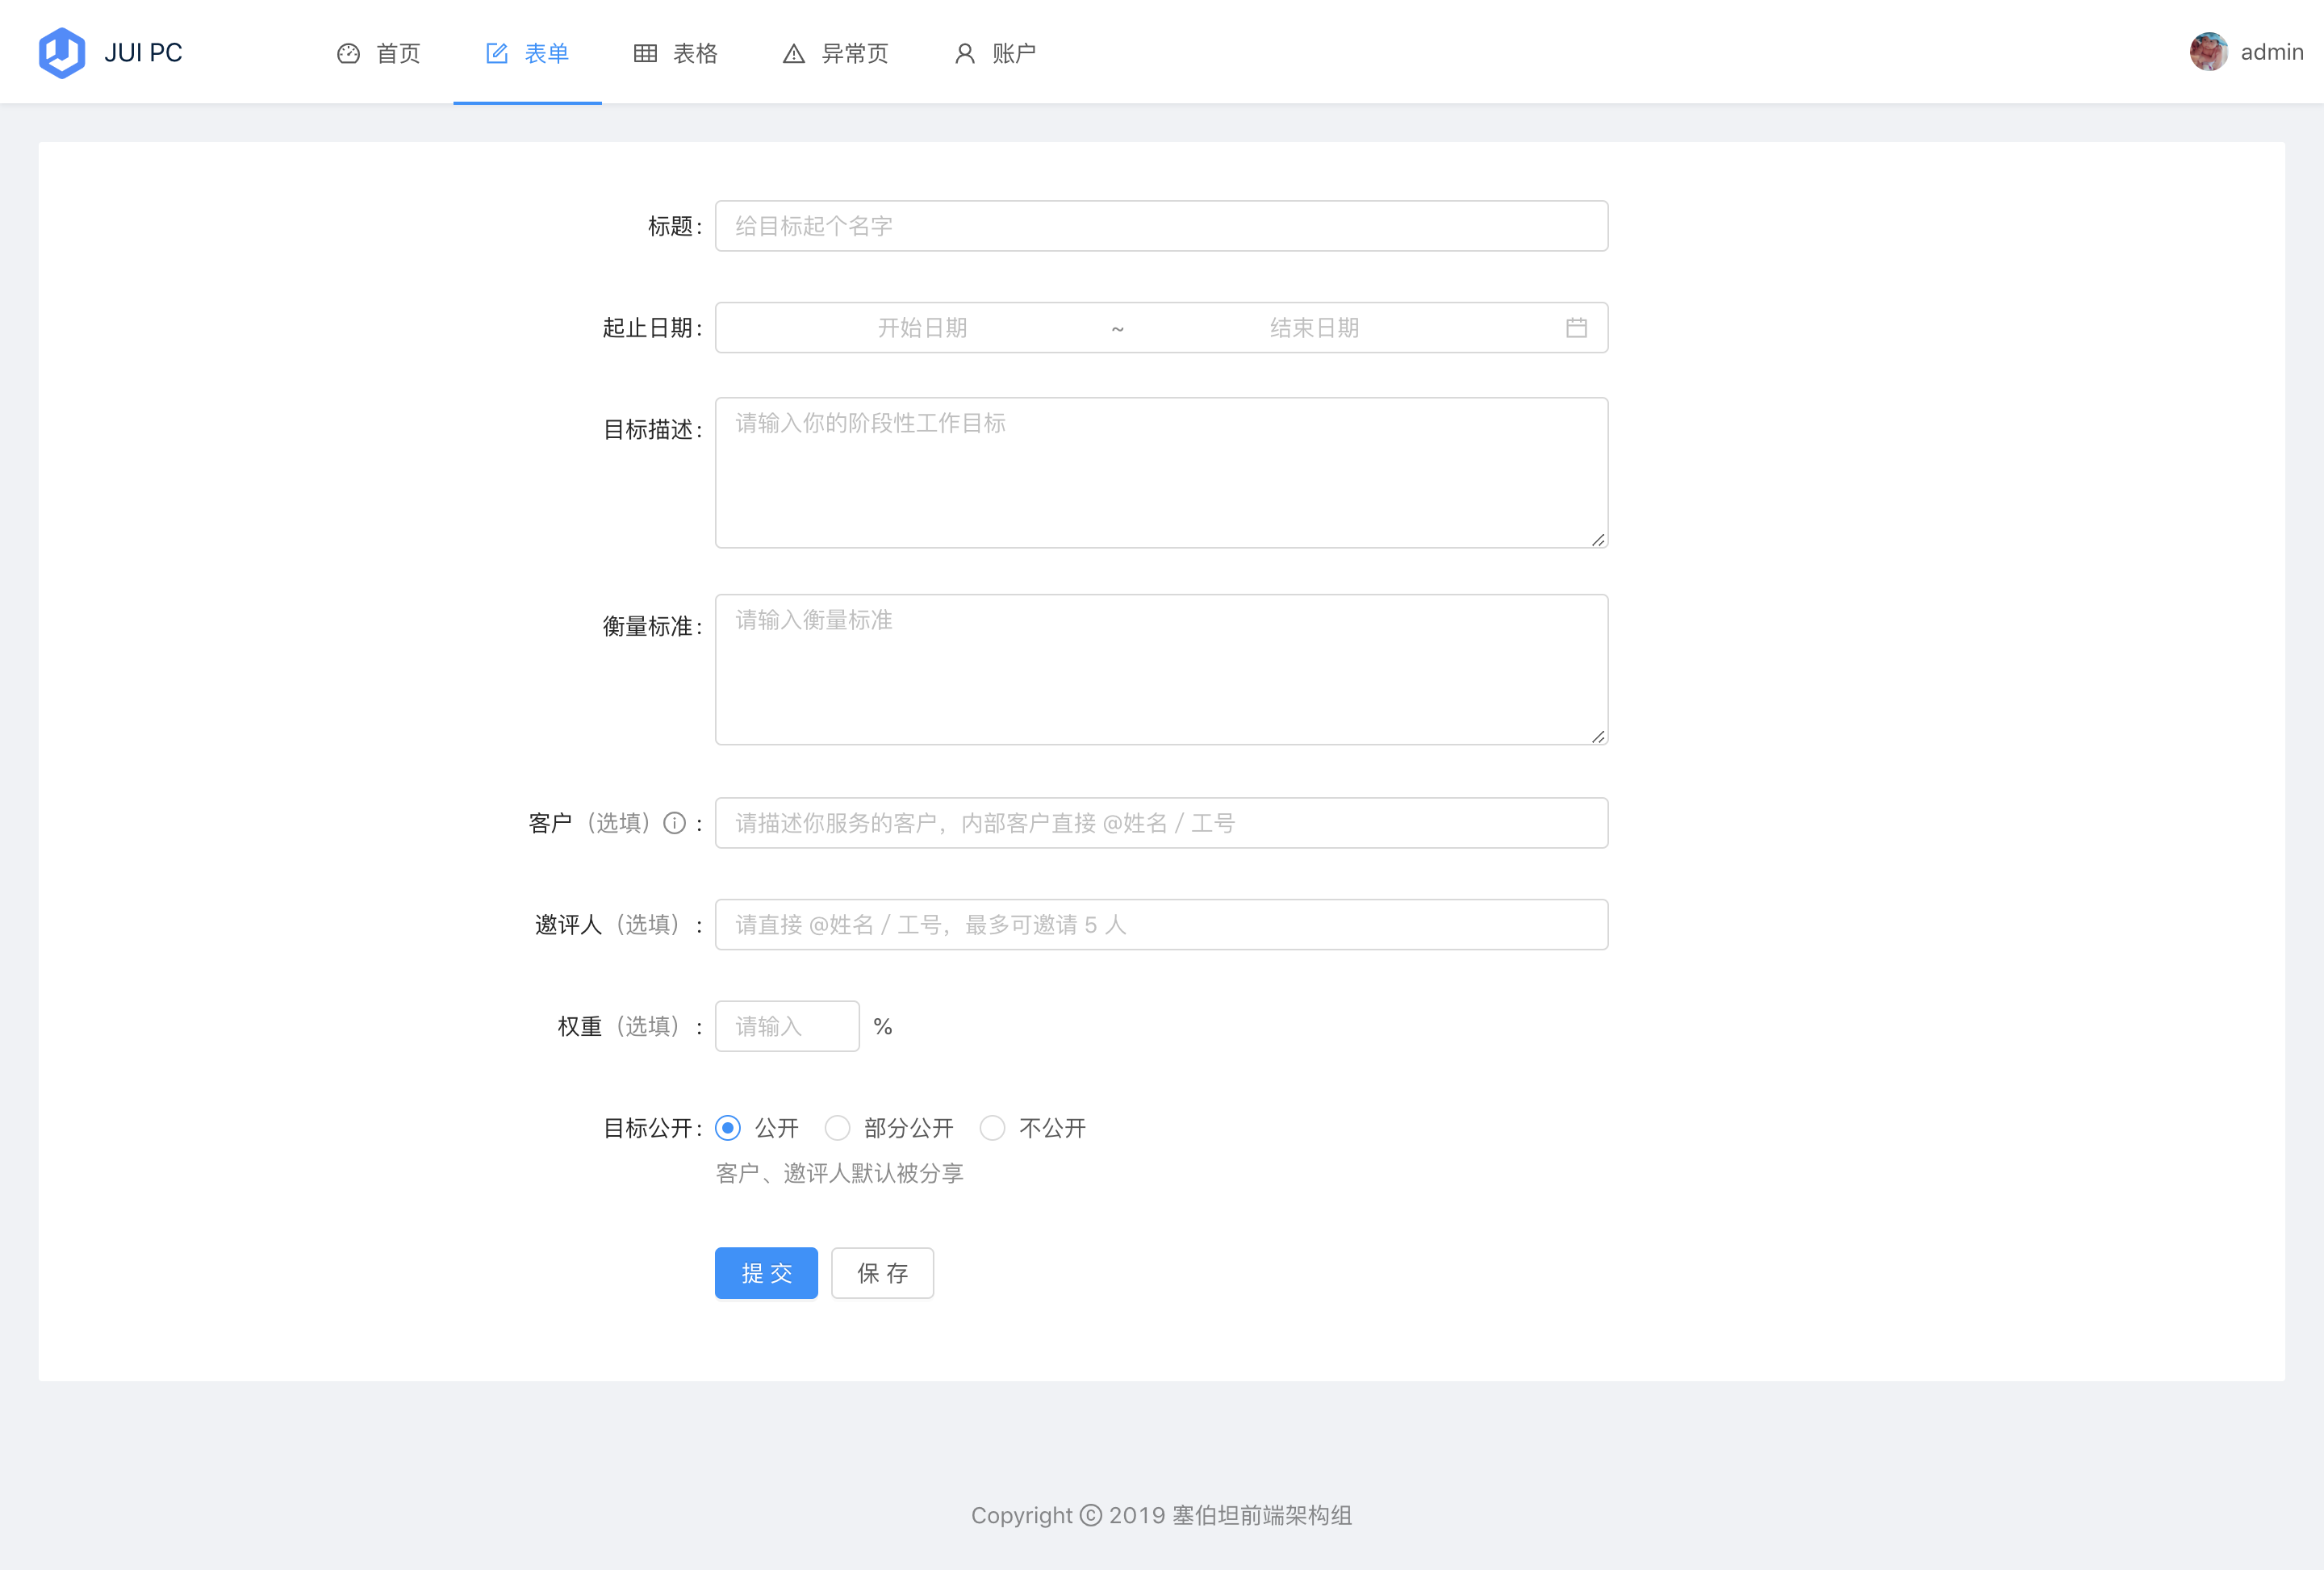 JUI PC 首页 表单 表格 异常页 账户 admin
标题: 给目标起个名字
起止日期: 开始日期 ~ 结束日期
目标描述: 请输入你的阶段性工作目标
衡量标准: 请输入衡量标准
客户（选填） : 请描述你服务的客户，内部客户直接 @姓名／工号
邀评人（选填） : 请直接 @姓名／工号，最多可邀请 5 人
权重（选填） : 请输入 %
目标公开: 公开 部分公开 不公开
客户、邀评人默认被分享
提 交 保 存
Copyright © 2019 塞伯坦前端架构组